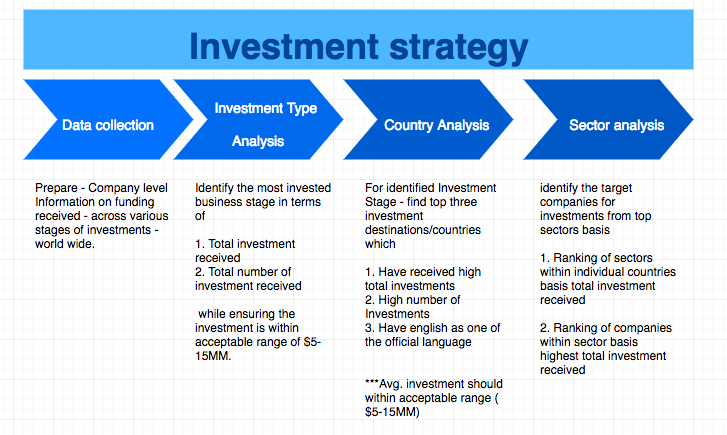 Investment strategy
Data collection
Investment Type
Analysis
Country Analysis
Sector analysis
Prepare - Company level
Information on funding
received - across various
stages of investments -
world wide.
Identify the most invested
business stage in terms
of
1. Total investment
received
2. Total number of
investment received
while ensuring the
investment is within
acceptable range of $5-
15MM.
For identified Investment
Stage - find top three
investment
destinations/countries
which
1. Have received high
total investments
2. High number of
Investments
3. Have english as one of
the official language
***Avg. investment should
within acceptable range (
$5-15MM)
identify the target
companies for
investments from top
sectors basis
1. Ranking of sectors
within individual countries
basis total investment
received
2. Ranking of companies
within sector basis
highest total investment
received